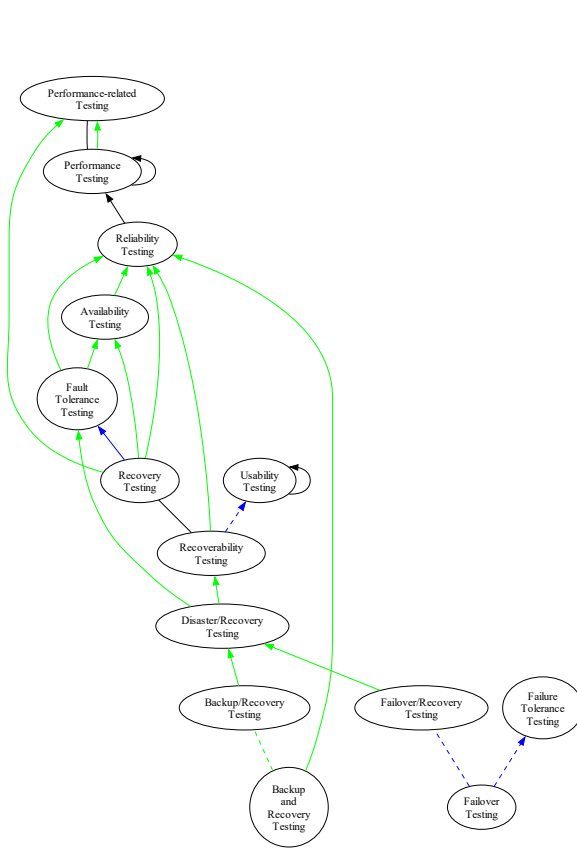 Performance-related
Testing
Performance
Testing
Reliability
Testing
Availability
Testing
Fault
Tolerance
Testing
Recovery
Testing
Usability
Testing
Recoverability
Testing
Disaster/Recovery
Testing
Backup/Recovery
Testing
Failover/Recovery
Testing
Failure
Tolerance
Testing
Backup
and
Recovery
Testing
Failover
Testing